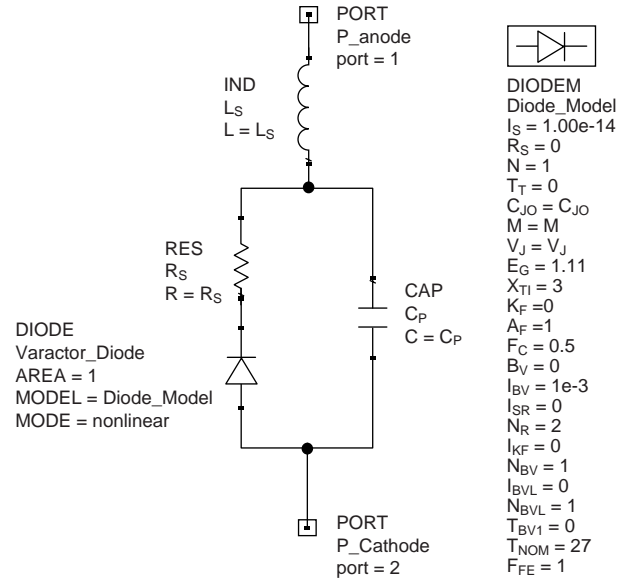 PORT
P_anode
port = 1
IND
LS
L = LS
RES
RS
R = RS
CAP
CP
C = CP
DIODE
Varactor_Diode
AREA = 1
MODEL = Diode_Model
MODE = nonlinear
PORT
P_Cathode
port = 2
DIODEM
Diode_Model
IS = 1.00e-14
RS = 0
N = 1
TT = 0
CJO = CJO
M = M
VJ = VJ
EG = 1.11
XTI = 3
KF =0
AF =1
FC = 0.5
BV = 0
IBV = 1e-3
ISR = 0
NR = 2
IKF = 0
NBV = 1
IBVL = 0
NBVL = 1
TBV1 = 0
TNOM = 27
FFE = 1